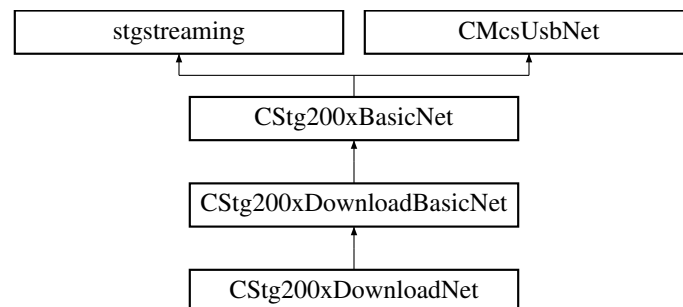 stgstreaming
CMcsUsbNet
CStg200xBasicNet
CStg200xDownloadBasicNet
CStg200xDownloadNet